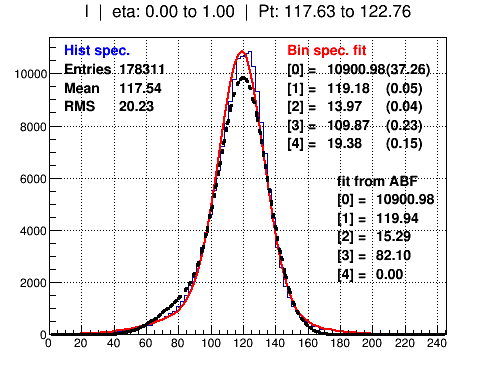 I | eta: 0.00 to 1.00 | Pt: 117.63 to 122.76
Hist spec.
Entries 178311
Mean 117.54
RMS 20.23
Bin spec. fit
[0] = 10900.98(37.26)
[1] = 119.18 (0.05)
[2] = 13.97 (0.04)
[3] = 109.87 (0.23)
[4] = 19.38 (0.15)
fit from ABF
[0] = 10900.98
[1] = 119.94
[2] = 15.29
[3] = 82.10
[4] = 0.00
10000
8000
6000
4000
2000
0
0 20 40 60 80 100 120 140 160 180 200 220 240